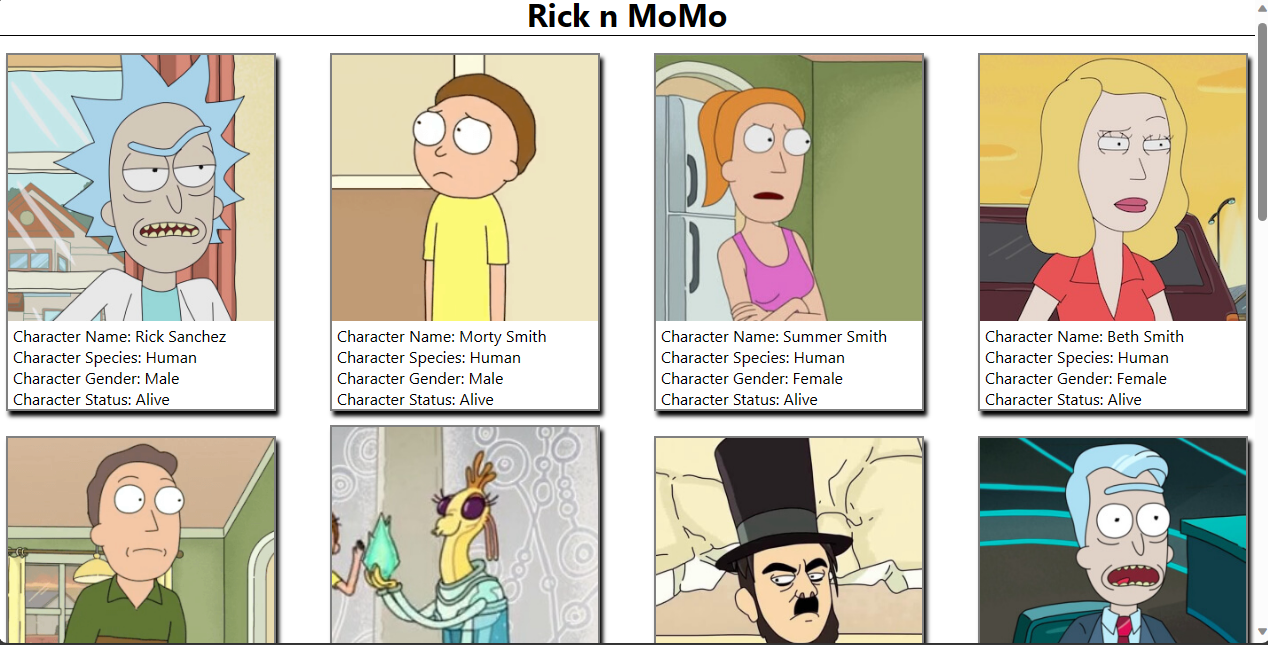 Rick n MoMo
Character Name: Rick Sanchez
Character Species: Human
Character Gender: Male
Character Status: Alive
Character Name: Morty Smith
Character Species: Human
Character Gender: Male
Character Status: Alive
Character Name: Summer Smith
Character Species: Human
Character Gender: Female
Character Status: Alive
Character Name: Beth Smith
Character Species: Human
Character Gender: Female
Character Status: Alive